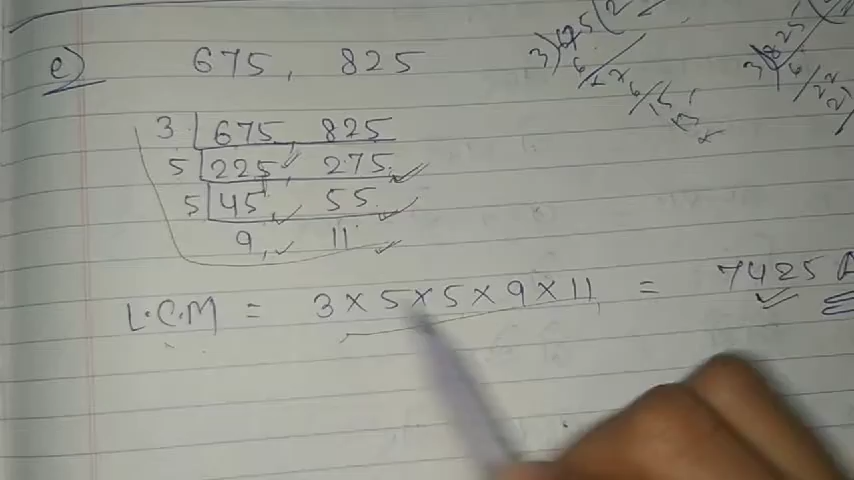 e) 675, 825
3 675, 825
5 225, 275
5 45, 55
9, 11
L.C.M = 3 × 5 × 5 × 9 × 11 = 7425